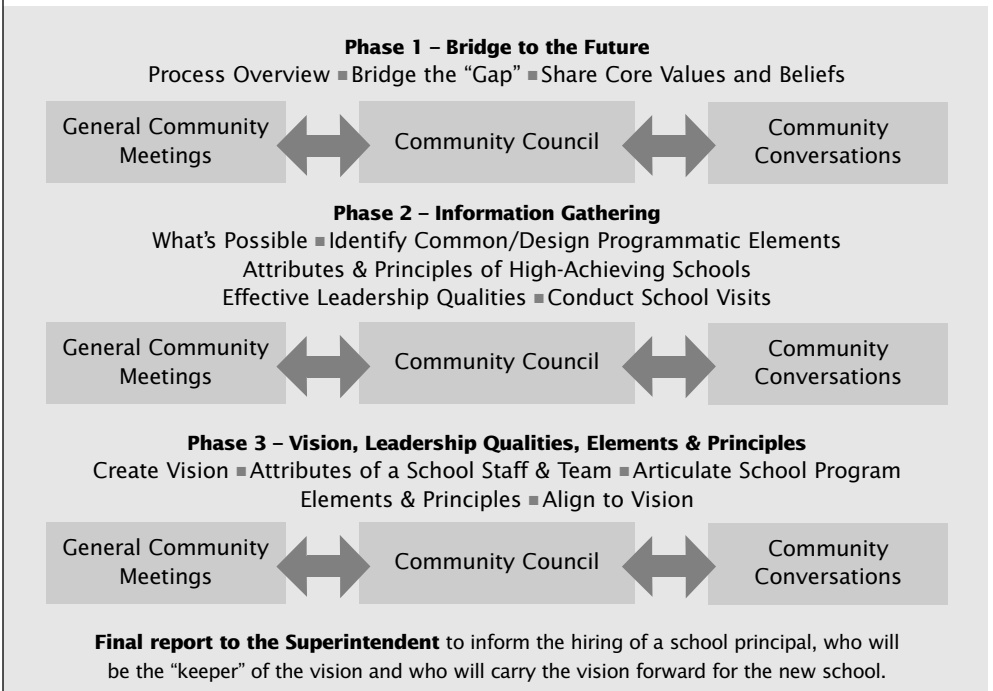 Phase 1 – Bridge to the Future
Process Overview ■ Bridge the “Gap” ■ Share Core Values and Beliefs
General Community
Meetings
Community Council
Community
Conversations
Phase 2 – Information Gathering
What’s Possible ■ Identify Common/Design Programmatic Elements
Attributes & Principles of High-Achieving Schools
Effective Leadership Qualities ■ Conduct School Visits
General Community
Meetings
Community Council
Community
Conversations
Phase 3 – Vision, Leadership Qualities, Elements & Principles
Create Vision ■ Attributes of a School Staff & Team ■ Articulate School Program
Elements & Principles ■ Align to Vision
General Community
Meetings
Community Council
Community
Conversations
Final report to the Superintendent to inform the hiring of a school principal, who will
be the “keeper” of the vision and who will carry the vision forward for the new school.